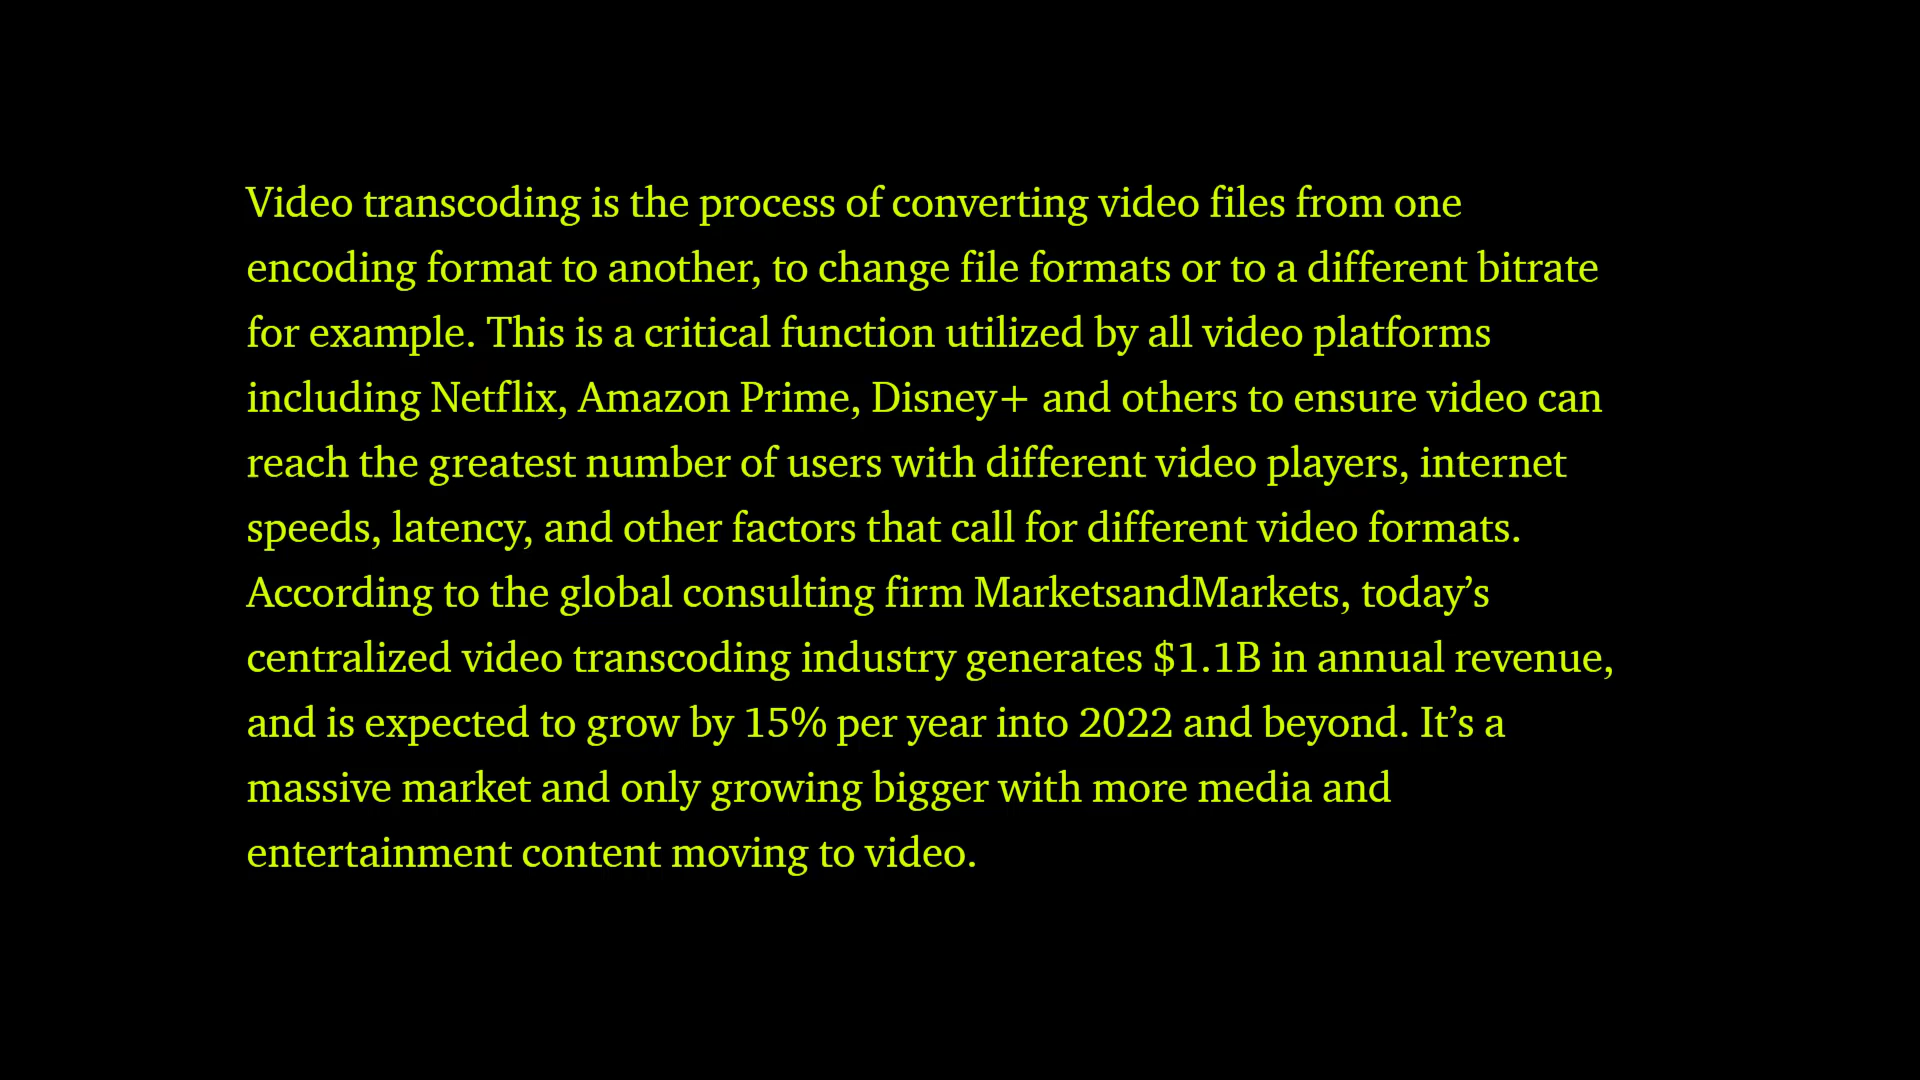 Video transcoding is the process of converting video files from one
encoding format to another, to change file formats or to a different bitrate
for example. This is a critical function utilized by all video platforms
including Netflix, Amazon Prime, Disney+ and others to ensure video can
reach the greatest number of users with different video players, internet
speeds, latency, and other factors that call for different video formats.
According to the global consulting firm MarketsandMarkets, today’s
centralized video transcoding industry generates $1.1B in annual revenue,
and is expected to grow by 15% per year into 2022 and beyond. It’s a
massive market and only growing bigger with more media and
entertainment content moving to video.